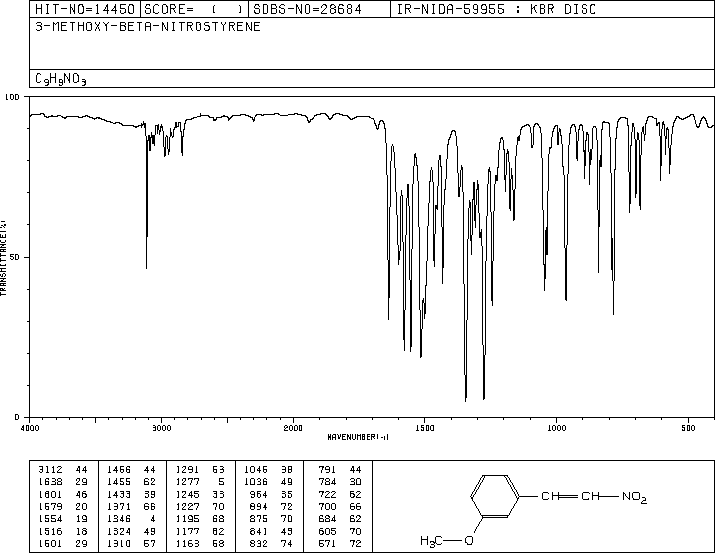 HIT-NO=14450 SCORE= ( ) SDBS-NO=28684 IR-NIDA-59955 : KBR DISC
3-METHOXY-BETA-NITROSTYRENE
C9H9NO3
100
TRANSMITTANCE(%)
50
0
4000 3000 2000 1500 1000 500
WAVENUMBER(-1)
3112 44 1466 44 1291 53 1046 38 791 44
1638 29 1455 62 1277 5 1036 49 784 30
1601 46 1433 39 1245 33 964 35 722 62
1579 20 1371 66 1227 70 894 72 700 66
1554 19 1346 4 1195 68 875 70 684 62
1516 18 1324 49 1177 62 841 43 605 70
1501 29 1310 57 1163 58 832 74 571 72
CH CH NO2
H3C O